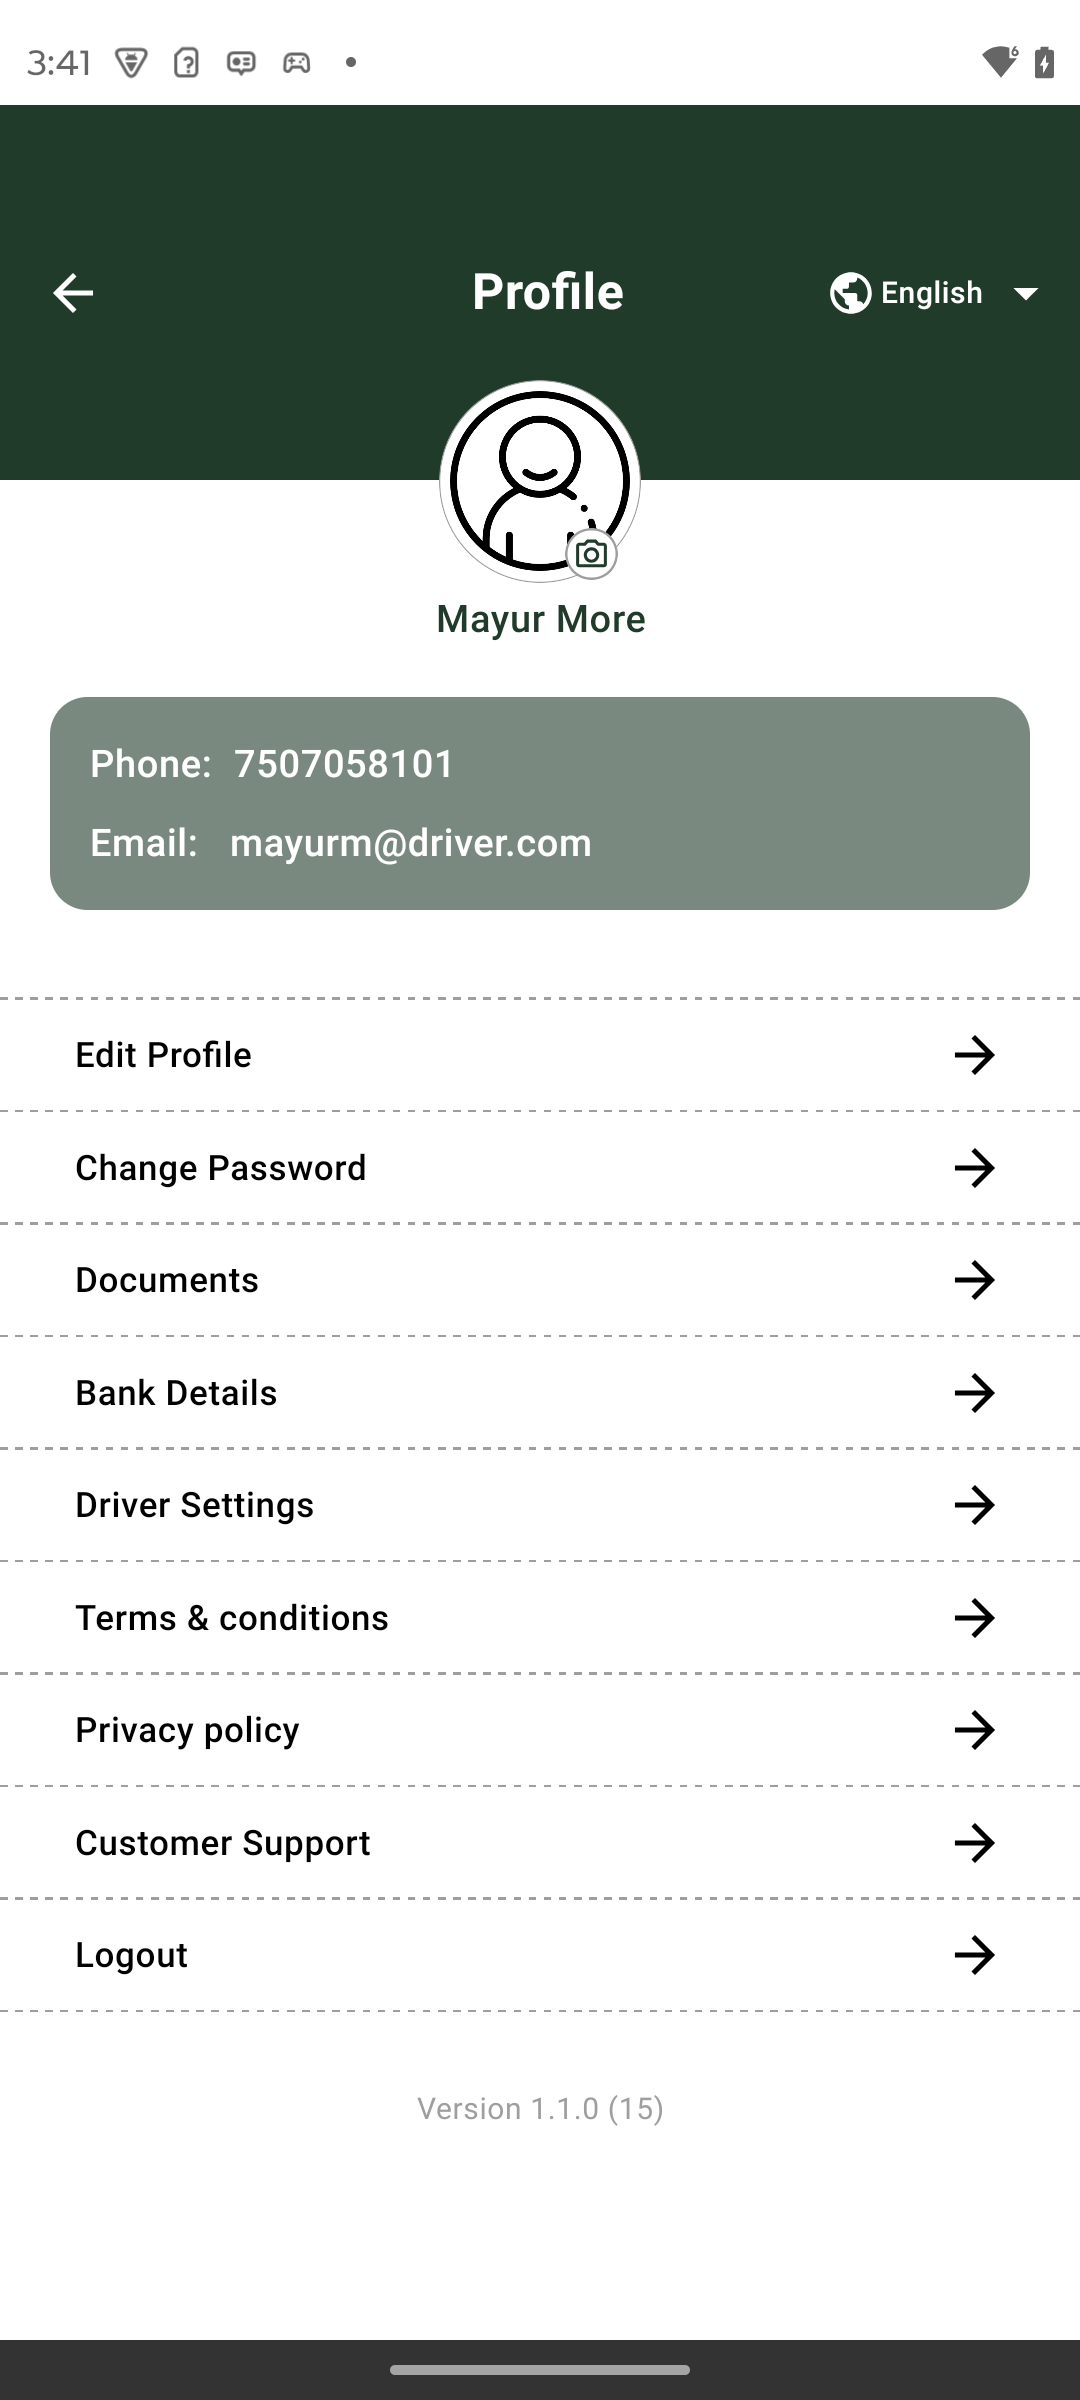 3:41
Profile
English
Mayur More
Phone: 7507058101
Email: mayurm@driver.com
Edit Profile
Change Password
Documents
Bank Details
Driver Settings
Terms & conditions
Privacy policy
Customer Support
Logout
Version 1.1.0 (15)